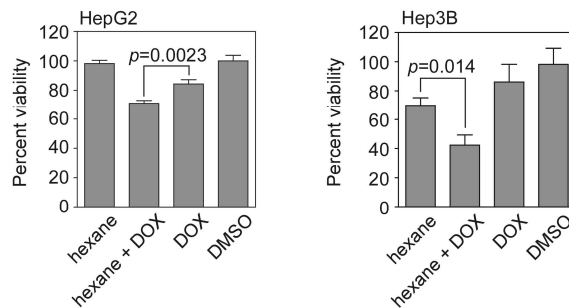 HepG2
Percent viability
120
100
80
60
40
20
0
p=0.0023
hexane
hexane + DOX
DOX
DMSO
Hep3B
Percent viability
120
100
80
60
40
20
0
p=0.014
hexane
hexane + DOX
DOX
DMSO